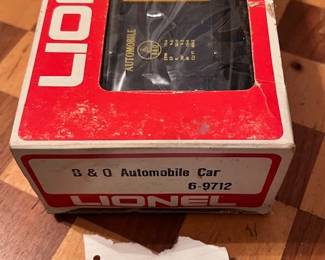 LIONEL
AUTOMOBILE
B & O Automobile Car
6-9712
LIONEL